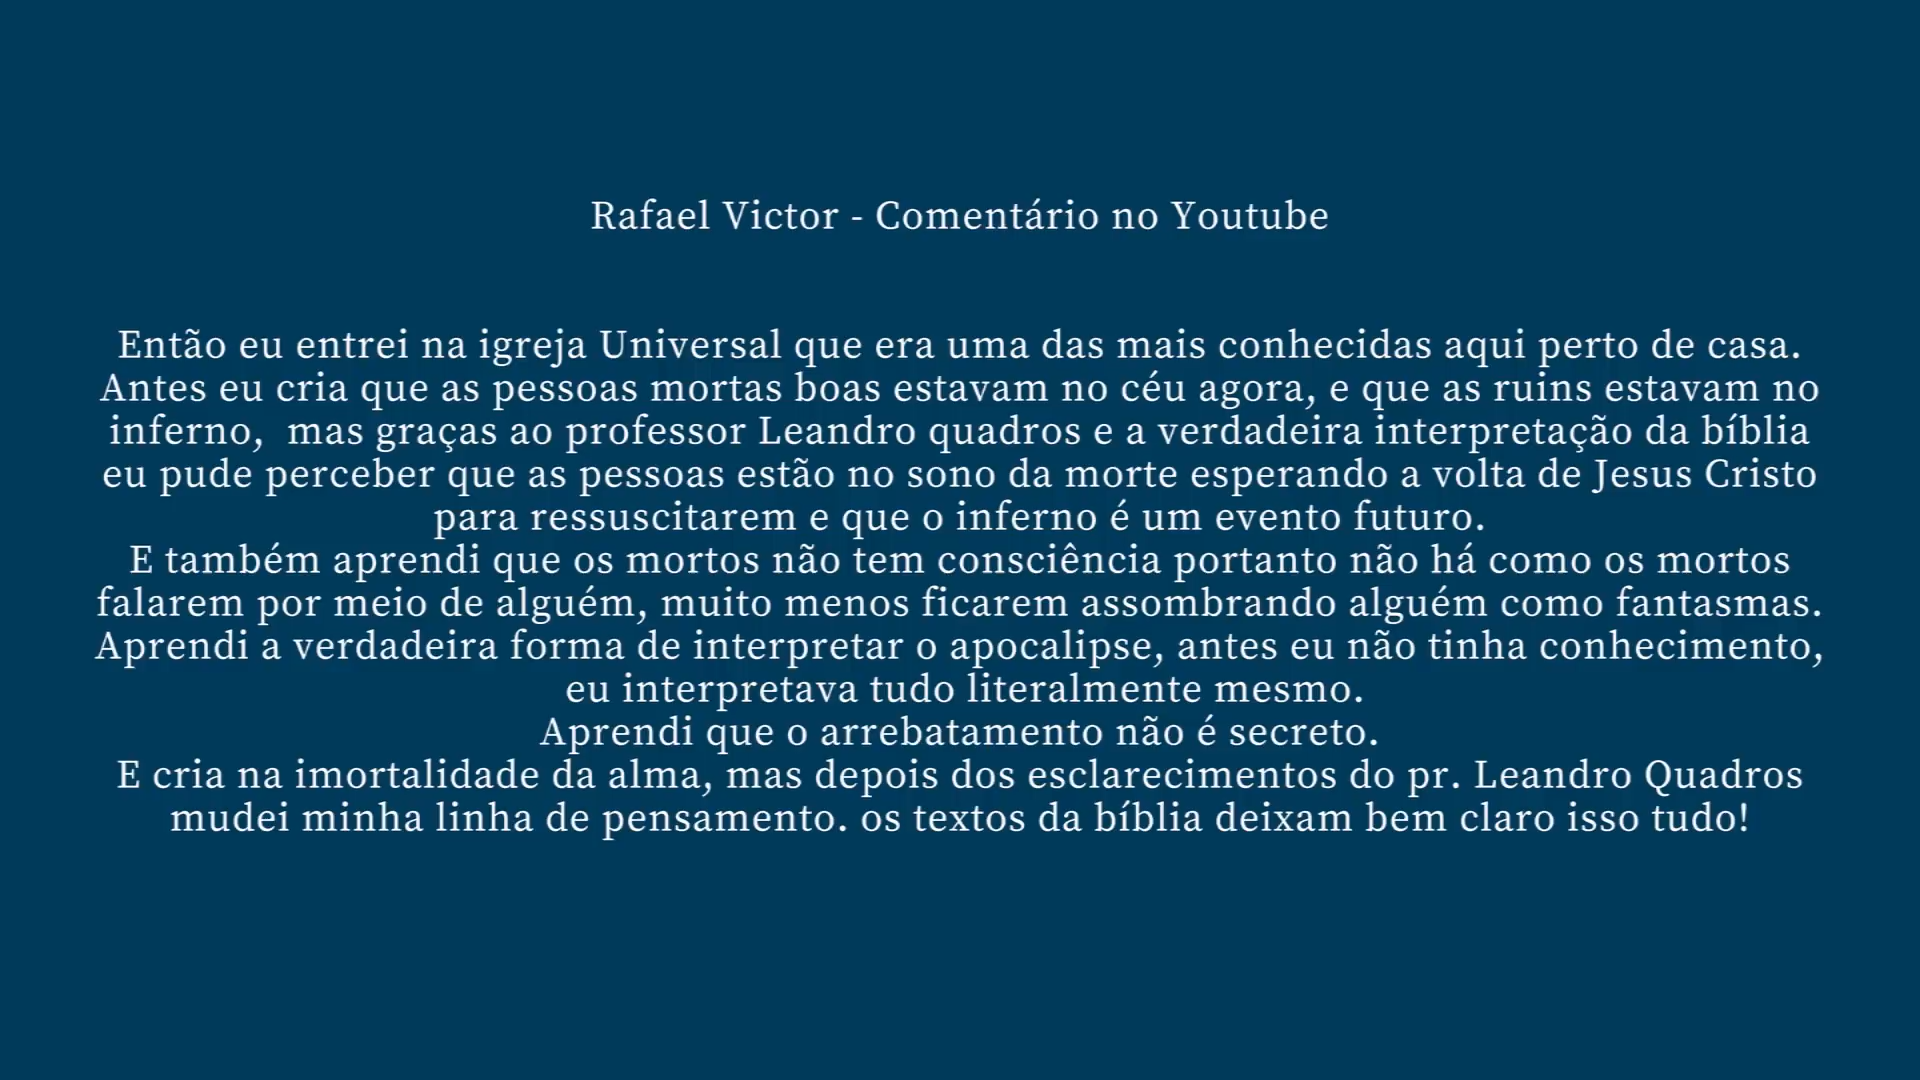 Rafael Victor - Comentário no Youtube
Então eu entrei na igreja Universal que era uma das mais conhecidas aqui perto de casa.
Antes eu cria que as pessoas mortas boas estavam no céu agora, e que as ruins estavam no
inferno,  mas graças ao professor Leandro quadros e a verdadeira interpretação da bíblia
eu pude perceber que as pessoas estão no sono da morte esperando a volta de Jesus Cristo
para ressuscitarem e que o inferno é um evento futuro.
E também aprendi que os mortos não tem consciência portanto não há como os mortos
falarem por meio de alguém, muito menos ficarem assombrando alguém como fantasmas.
Aprendi a verdadeira forma de interpretar o apocalipse, antes eu não tinha conhecimento,
eu interpretava tudo literalmente mesmo.
Aprendi que o arrebatamento não é secreto.
E cria na imortalidade da alma, mas depois dos esclarecimentos do pr. Leandro Quadros
mudei minha linha de pensamento. os textos da bíblia deixam bem claro isso tudo!